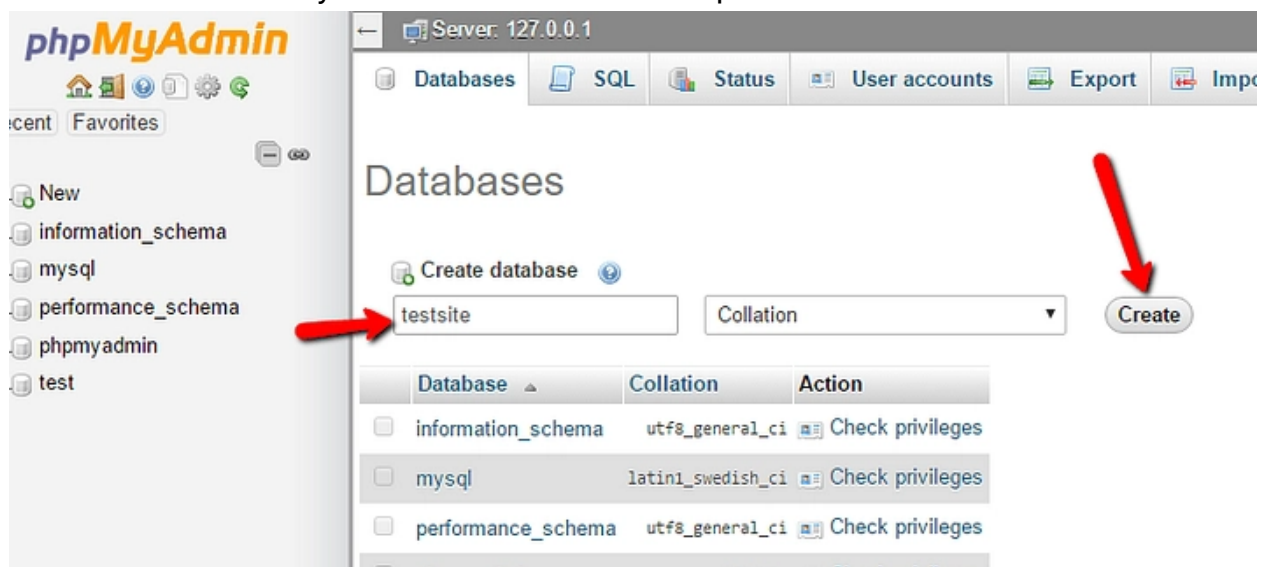 phpMyAdmin
ecent Favorites
New
information_schema
mysql
performance_schema
phpmyadmin
test
Server: 127.0.0.1
Databases SQL Status User accounts Export Impo
Databases
Create database
testsite Collation Create
Database Collation Action
information_schema utf8_general_ci Check privileges
mysql latin1_swedish_ci Check privileges
performance_schema utf8_general_ci Check privileges